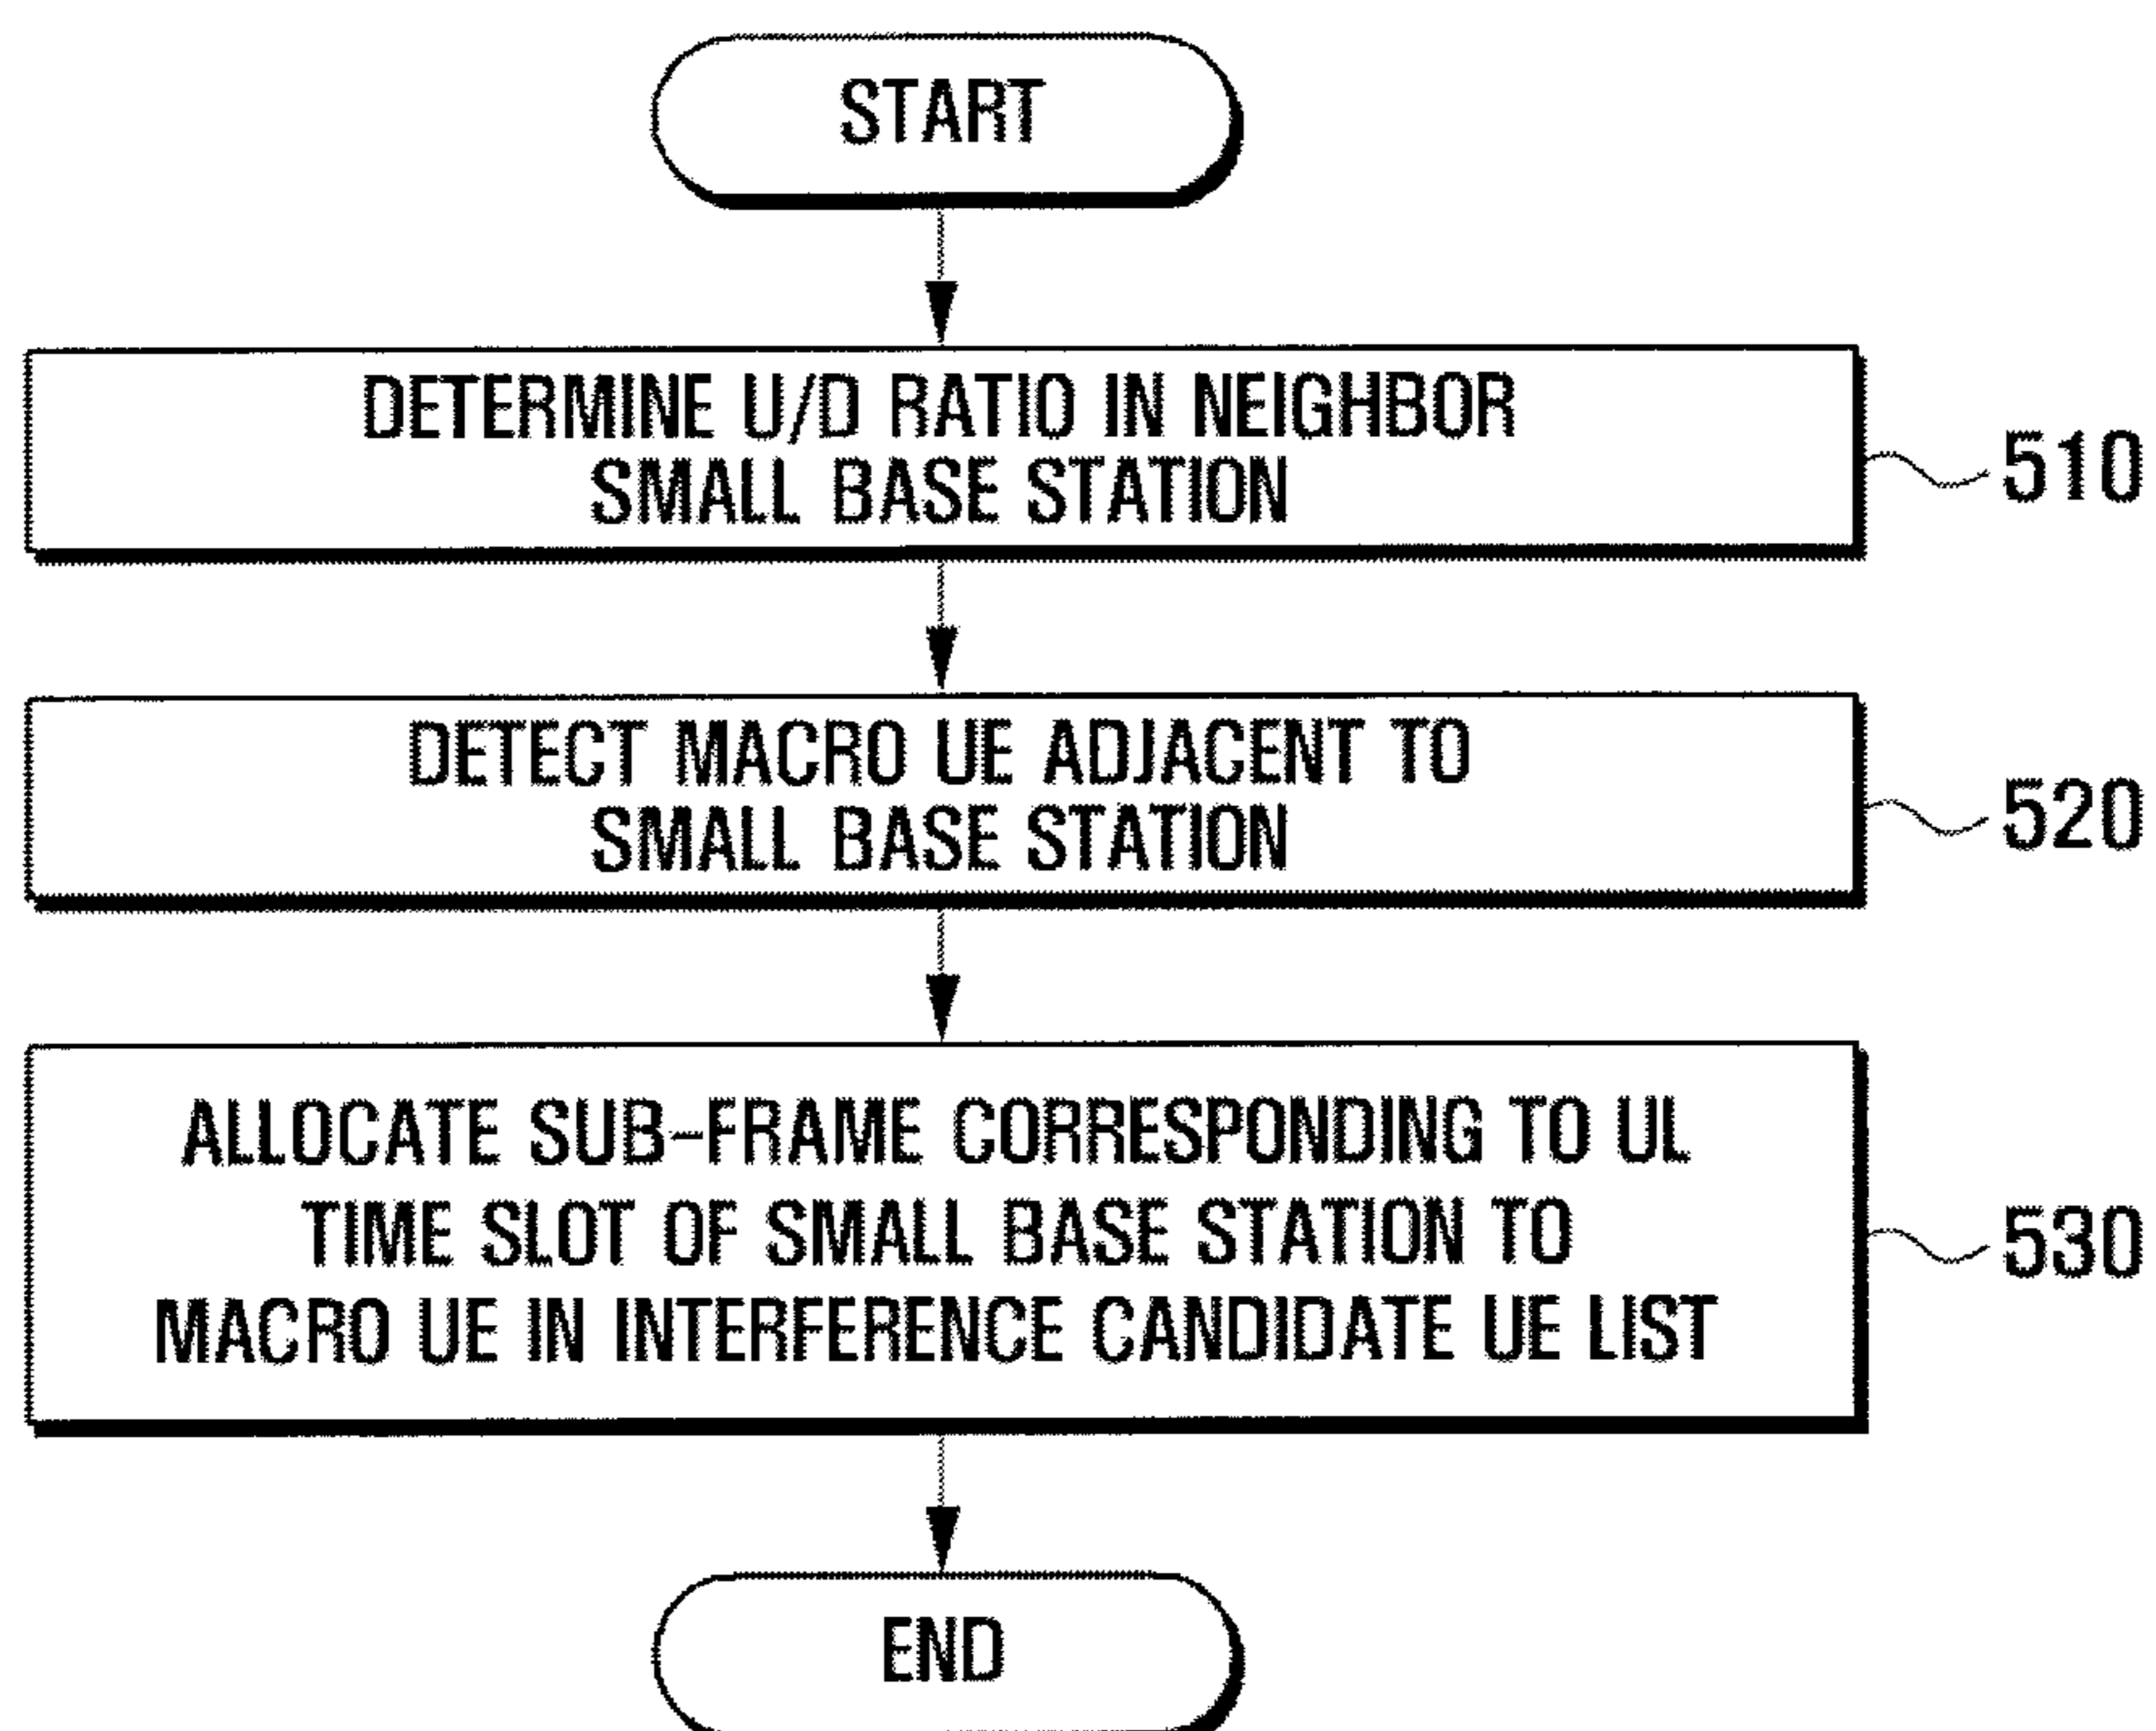 START
DETERMINE U/D RATIO IN NEIGHBOR
SMALL BASE STATION
510
DETECT MACRO UE ADJACENT TO
SMALL BASE STATION
520
ALLOCATE SUB-FRAME CORRESPONDING TO UL
TIME SLOT OF SMALL BASE STATION TO
MACRO UE IN INTERFERENCE CANDIDATE UE LIST
530
END